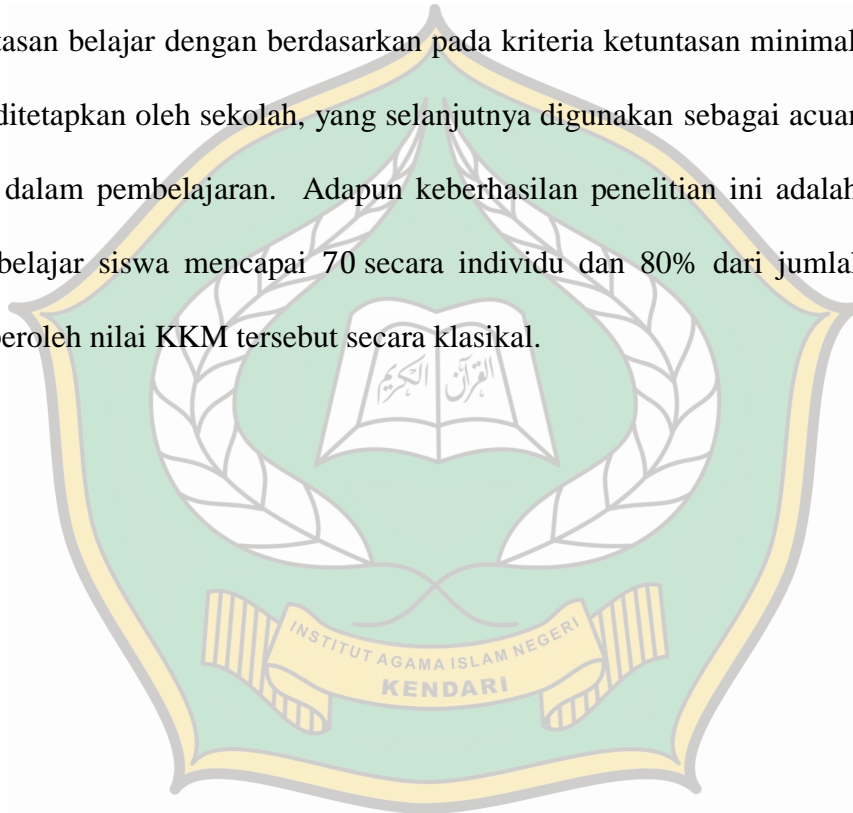 tasan belajar dengan berdasarkan pada kriteria ketuntasan minimal
ditetapkan oleh sekolah, yang selanjutnya digunakan sebagai acuan
dalam pembelajaran. Adapun keberhasilan penelitian ini adalah
belajar siswa mencapai 70 secara individu dan 80% dari jumlah
peroleh nilai KKM tersebut secara klasikal.
القرآن الكريم
INSTITUT AGAMA ISLAM NEGERI
KENDARI